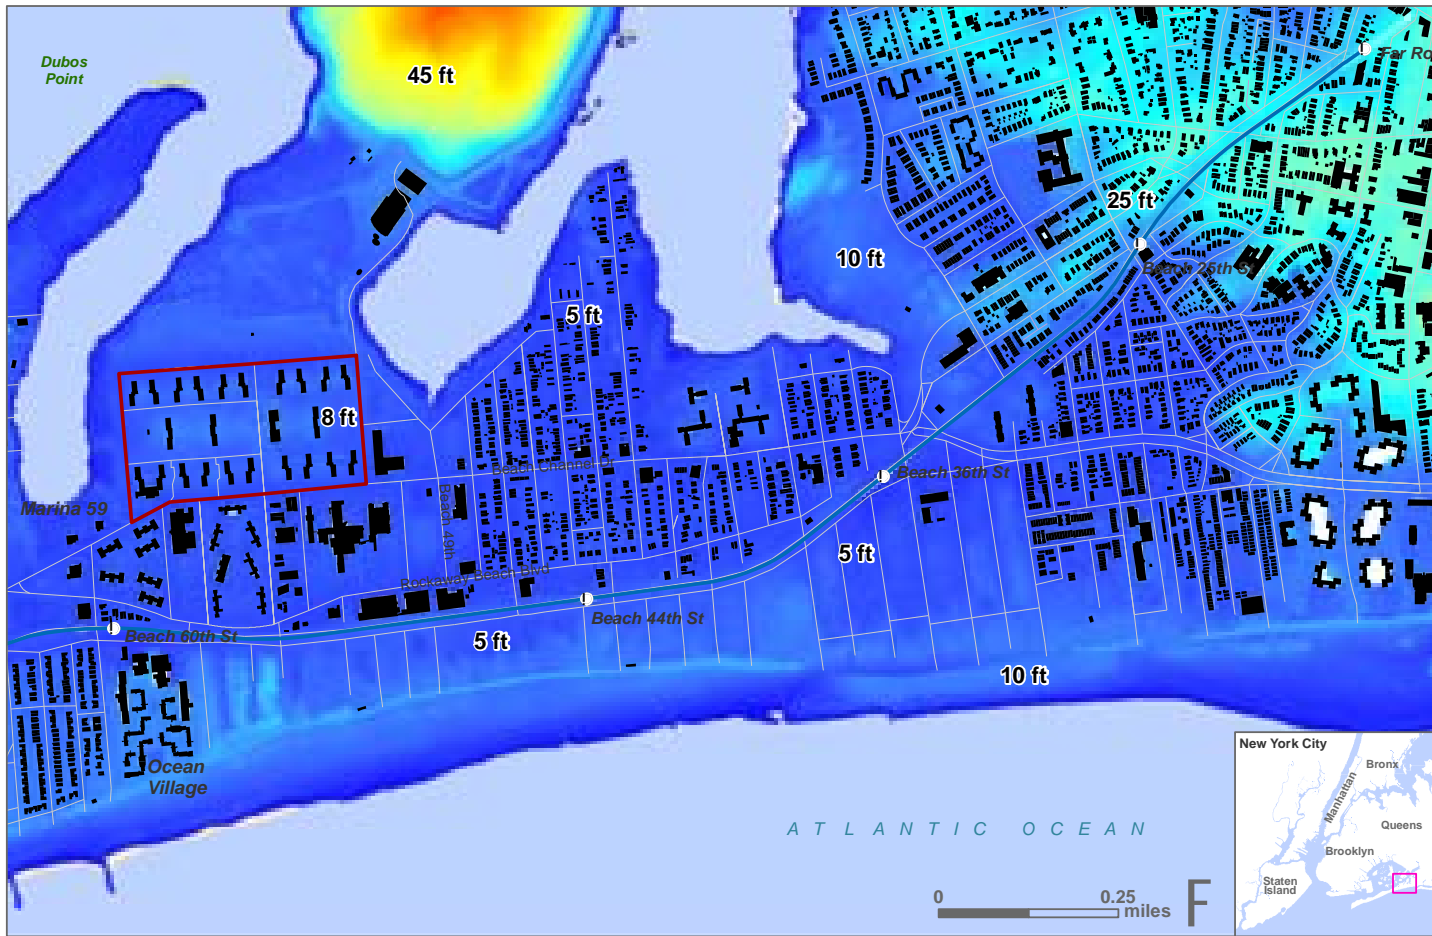 Dubos
Point
45 ft
Far Ro
25 ft
10 ft
Beach 25th St
5 ft
8 ft
Beach Channel Dr
Beach 36th St
Marina 59
Beach 49th
5 ft
Rockaway Beach Blvd
Beach 44th St
Beach 60th St
5 ft
10 ft
Ocean
Village
ATLANTIC OCEAN
0 0.25
miles
F
New York City
Bronx
Manhattan
Queens
Brooklyn
Staten
Island